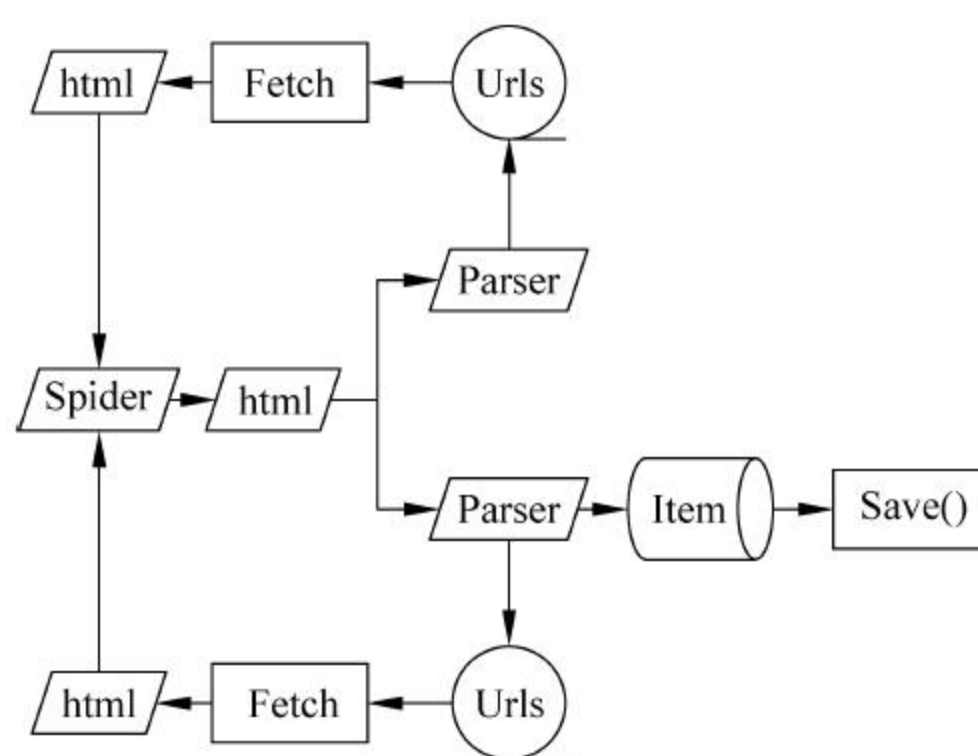 html
Fetch
Urls
Parser
Spider
html
Parser
Item
Save()
html
Fetch
Urls